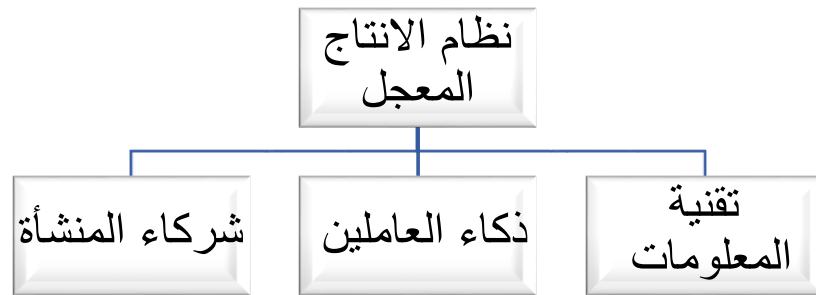 نظام الانتاج
المعجل
تقنية
المعلومات
ذكاء العاملين
شركاء المنشأة